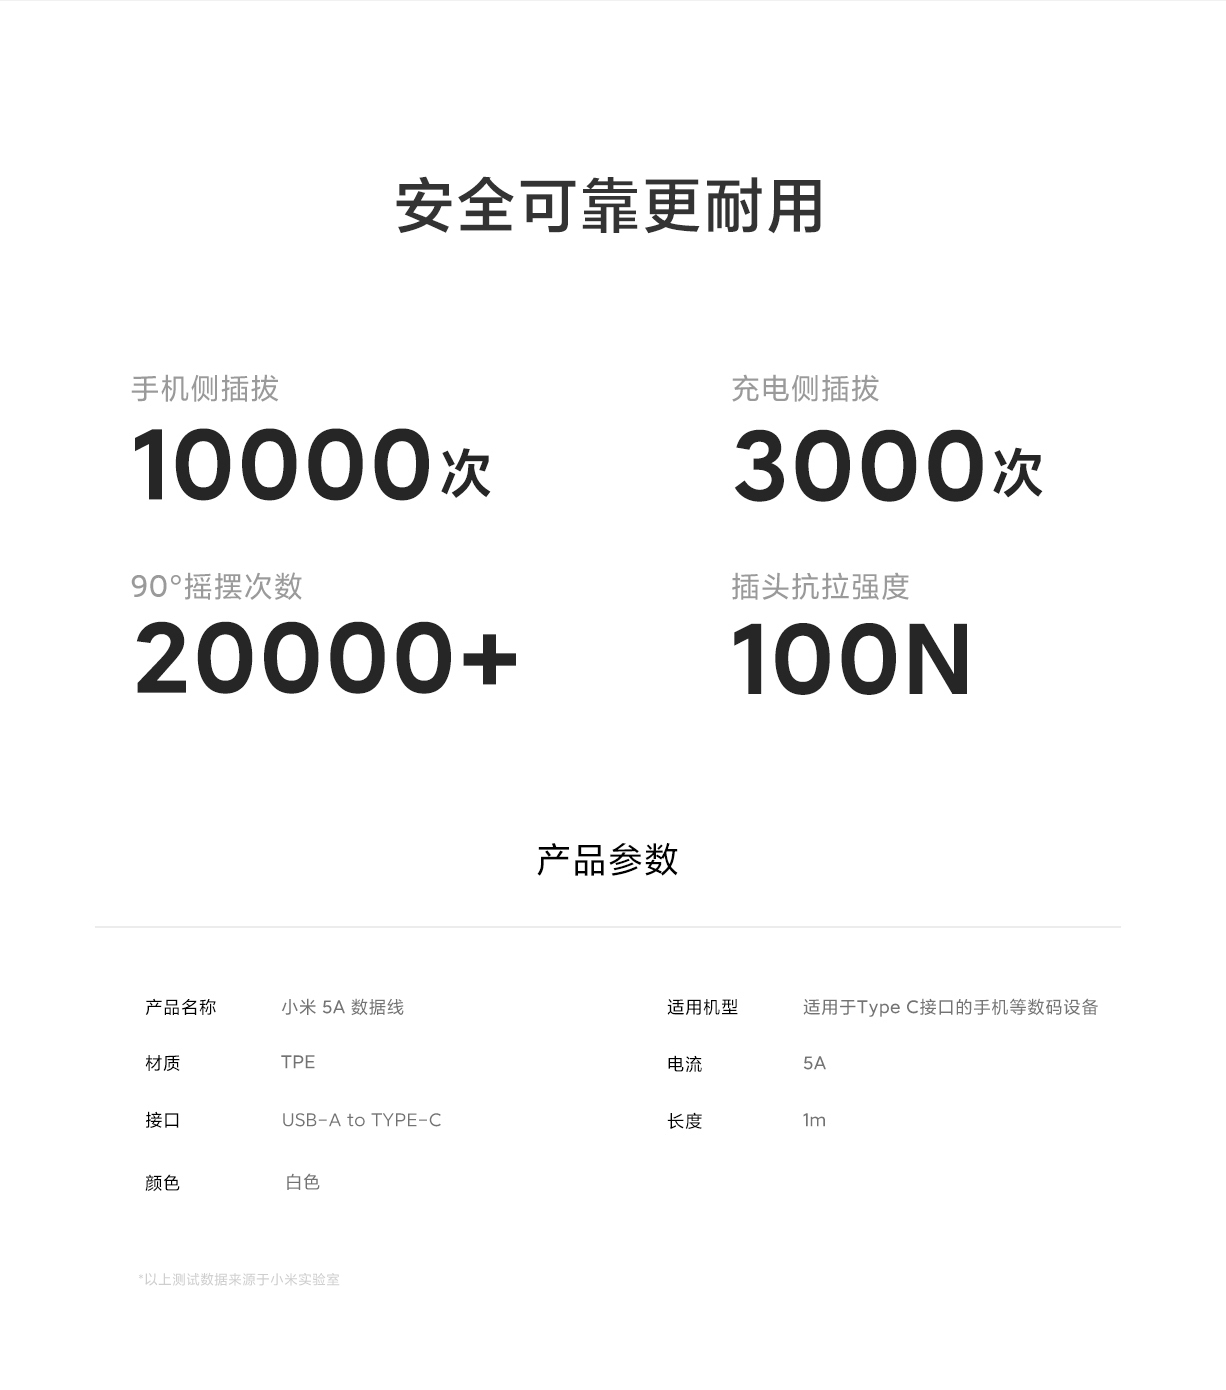 安全可靠更耐用
手机侧插拔
充电侧插拔
10000次
3000次
90°摇摆次数
插头抗拉强度
20000+
100N
产品参数
产品名称 小米 5A 数据线
适用机型 适用于Type C接口的手机等数码设备
材质 TPE
电流 5A
接口 USB-A to TYPE-C
长度 1m
颜色 白色
*以上测试数据来源于小米实验室